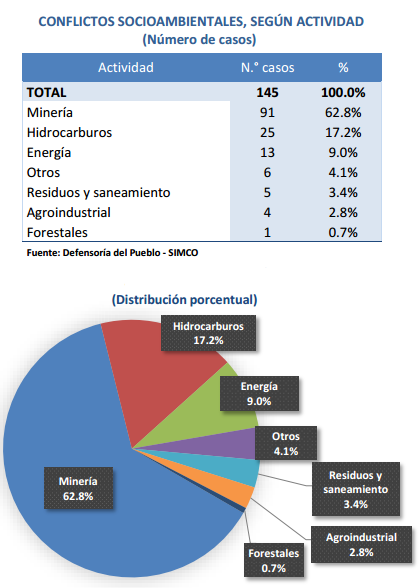 CONFLICTOS SOCIOAMBIENTALES, SEGÚN ACTIVIDAD
(Número de casos)
Actividad N.° casos %
TOTAL 145 100.0%
Minería 91 62.8%
Hidrocarburos 25 17.2%
Energía 13 9.0%
Otros 6 4.1%
Residuos y saneamiento 5 3.4%
Agroindustrial 4 2.8%
Forestales 1 0.7%
Fuente: Defensoría del Pueblo - SIMCO
(Distribución porcentual)
Hidrocarburos
17.2%
Energía
9.0%
Otros
4.1%
Minería
62.8%
Residuos y
saneamiento
3.4%
Agroindustrial
2.8%
Forestales
0.7%